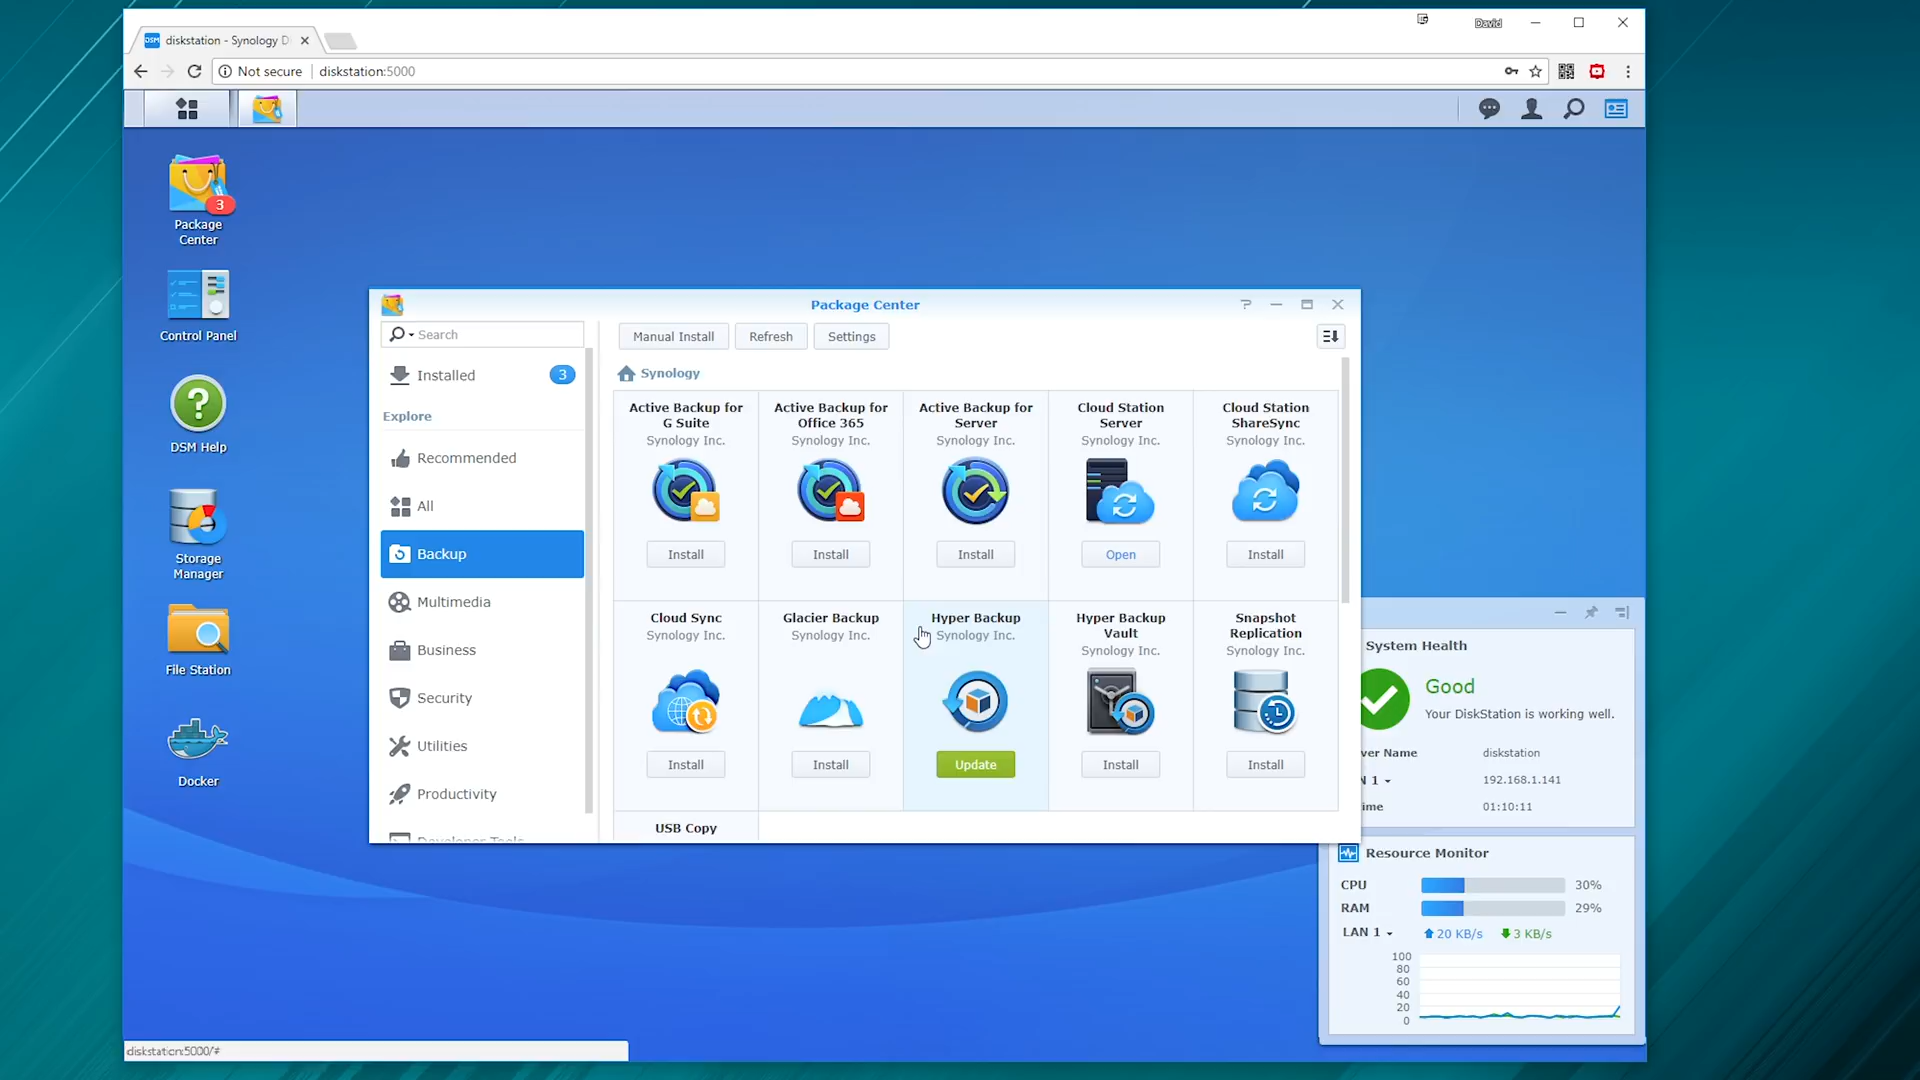 David
diskstation - Synology D
Not secure
diskstation:5000
3
Package
Center
Control Panel
DSM Help
Storage
Manager
File Station
Docker
Package Center
Search
Manual Install
Refresh
Settings
Installed
3
Explore
Recommended
All
Backup
Multimedia
Business
Security
Utilities
Productivity
Developer Tools
Synology
Active Backup for
G Suite
Synology Inc.
Install
Active Backup for
Office 365
Synology Inc.
Install
Active Backup for
Server
Synology Inc.
Install
Cloud Station
Server
Synology Inc.
Open
Cloud Station
ShareSync
Synology Inc.
Install
Cloud Sync
Synology Inc.
Install
Glacier Backup
Synology Inc.
Install
Hyper Backup
Synology Inc.
Update
Hyper Backup
Vault
Synology Inc.
Install
Snapshot
Replication
Synology Inc.
Install
USB Copy
System Health
Good
Your DiskStation is working well.
ver Name
diskstation
N 1
192.168.1.141
ime
01:10:11
Resource Monitor
CPU
30%
RAM
29%
LAN 1
20 KB/s
3 KB/s
100
80
60
40
20
0
diskstation:5000/#